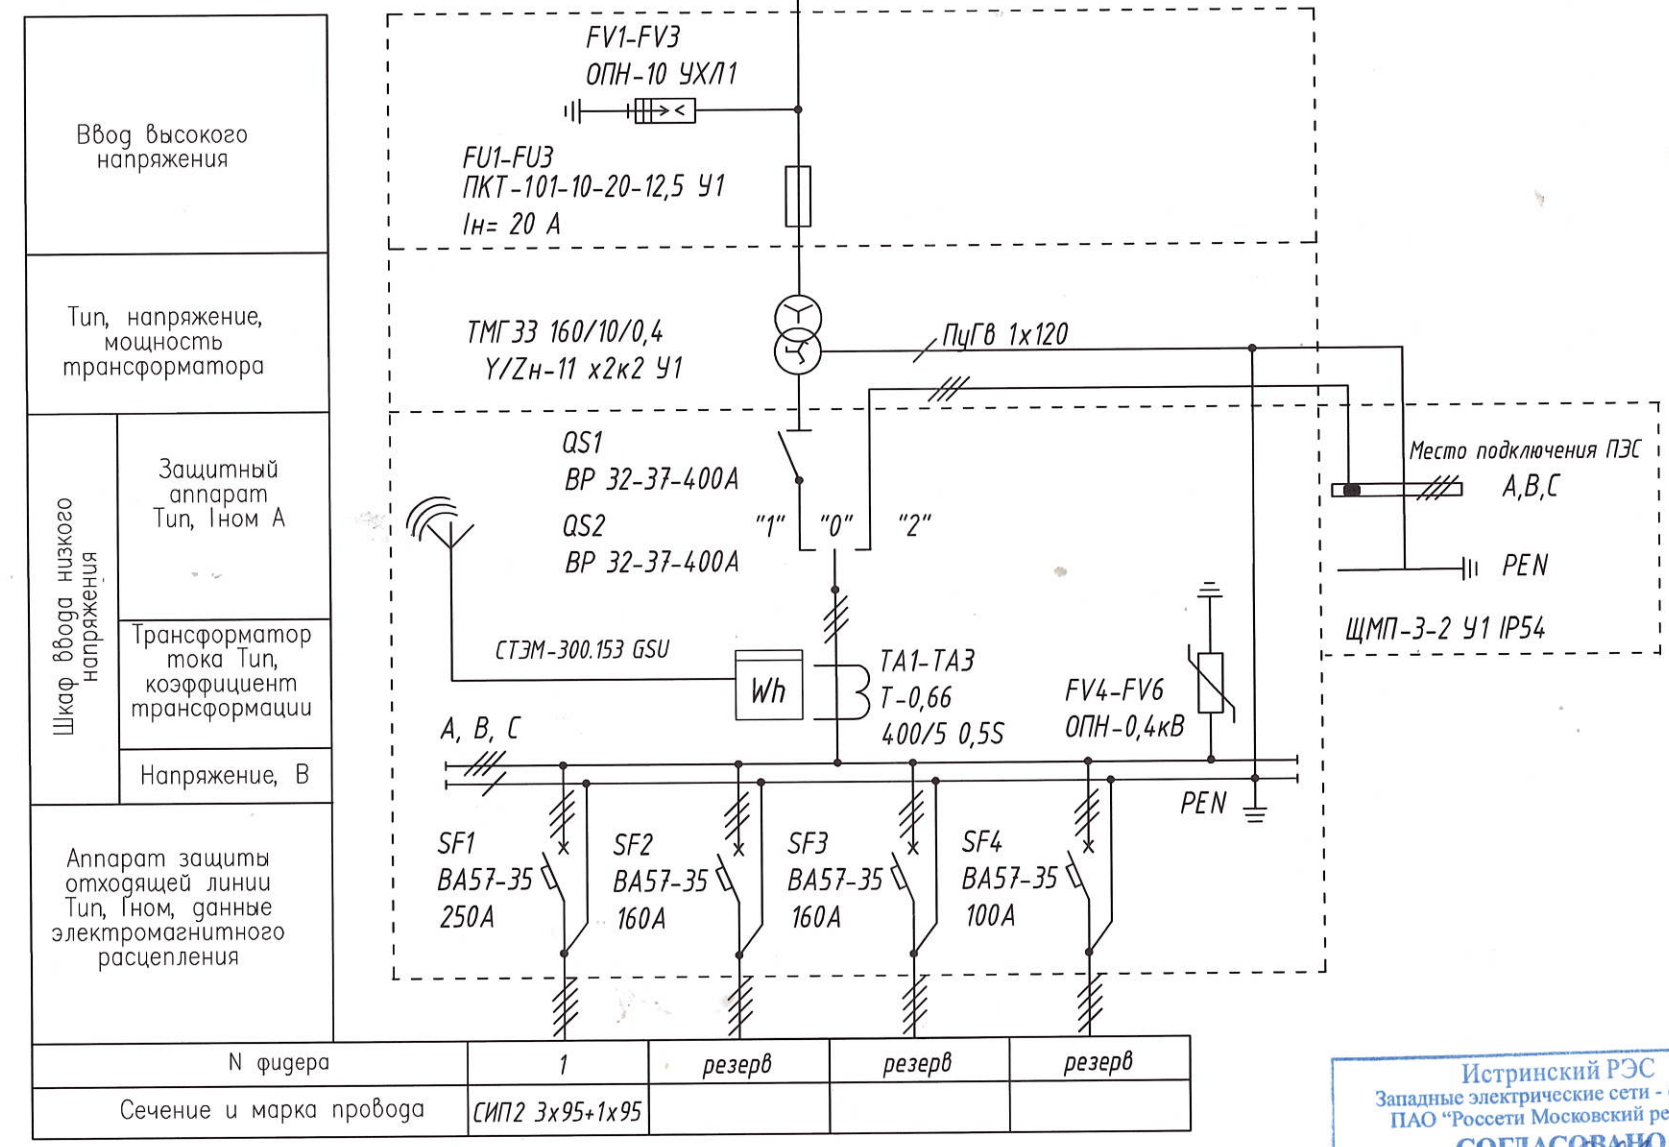 Ввод высокого
напряжения
FV1-FV3
ОПН-10 УХЛ1
FU1-FU3
ПКТ-101-10-20-12,5 У1
Iн= 20 А
Тип, напряжение,
мощность
трансформатора
ТМГ33 160/10/0,4
Y/Zн-11 х2к2 У1
ПуГВ 1х120
Шкаф ввода низкого
напряжения
Защитный
аппарат
Тип, Iном А
QS1
ВР 32-37-400А
QS2
ВР 32-37-400А
"1" "0" "2"
Место подключения ПЭС
А,В,С
PEN
ЩМП-3-2 У1 IP54
Трансформатор
тока Тип,
коэффициент
трансформации
СТЭМ-300.153 GSU
Wh
ТА1-ТА3
Т-0,66
400/5 0,5S
FV4-FV6
ОПН-0,4кВ
Напряжение, В
А, В, С
PEN
Аппарат защиты
отходящей линии
Тип, Iном, данные
электромагнитного
расцепления
SF1
ВА57-35
250А
SF2
ВА57-35
160А
SF3
ВА57-35
160А
SF4
ВА57-35
100А
N фидера 1 резерв резерв резерв
Сечение и марка провода СИП2 3х95+1х95
Истринский РЭС
Западные электрические сети -
ПАО "Россети Московский ре
СОГЛАСОВАНО